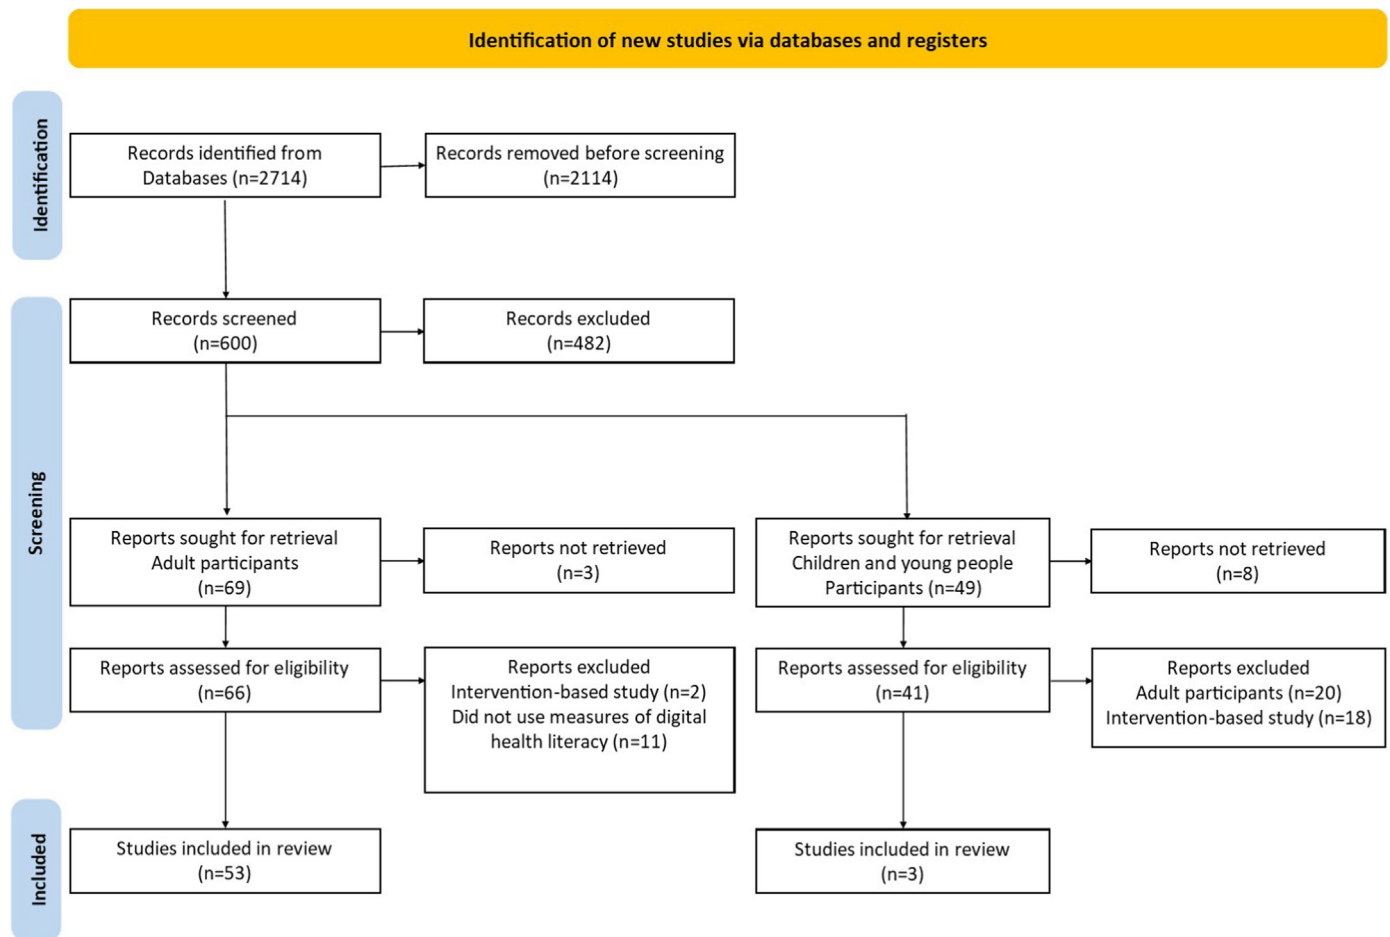 Identification of new studies via databases and registers
Identification
Records identified from
Databases (n=2714)
Records removed before screening
(n=2114)
Screening
Records screened
(n=600)
Records excluded
(n=482)
Reports sought for retrieval
Adult participants
(n=69)
Reports not retrieved
(n=3)
Reports sought for retrieval
Children and young people
Participants (n=49)
Reports not retrieved
(n=8)
Reports assessed for eligibility
(n=66)
Reports excluded
Intervention-based study (n=2)
Did not use measures of digital
health literacy (n=11)
Reports assessed for eligibility
(n=41)
Reports excluded
Adult participants (n=20)
Intervention-based study (n=18)
Included
Studies included in review
(n=53)
Studies included in review
(n=3)